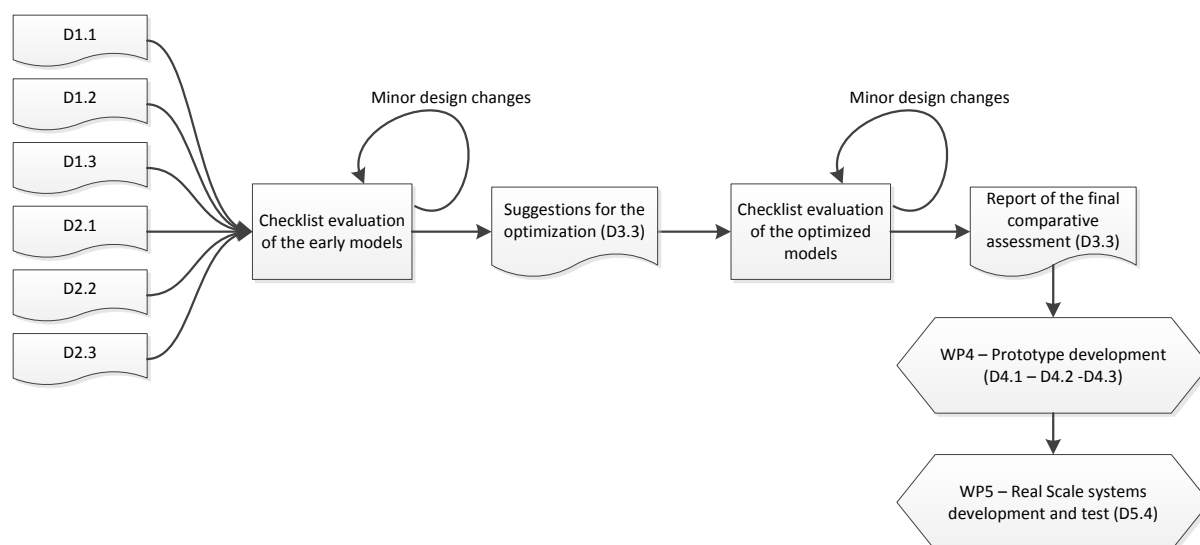 D1.1
D1.2
D1.3
D2.1
D2.2
D2.3
Minor design changes
Checklist evaluation
of the early models
Suggestions for the
optimization (D3.3)
Minor design changes
Checklist evaluation
of the optimized
models
Report of the final
comparative
assessment (D3.3)
WP4 – Prototype development
(D4.1 – D4.2 -D4.3)
WP5 – Real Scale systems
development and test (D5.4)